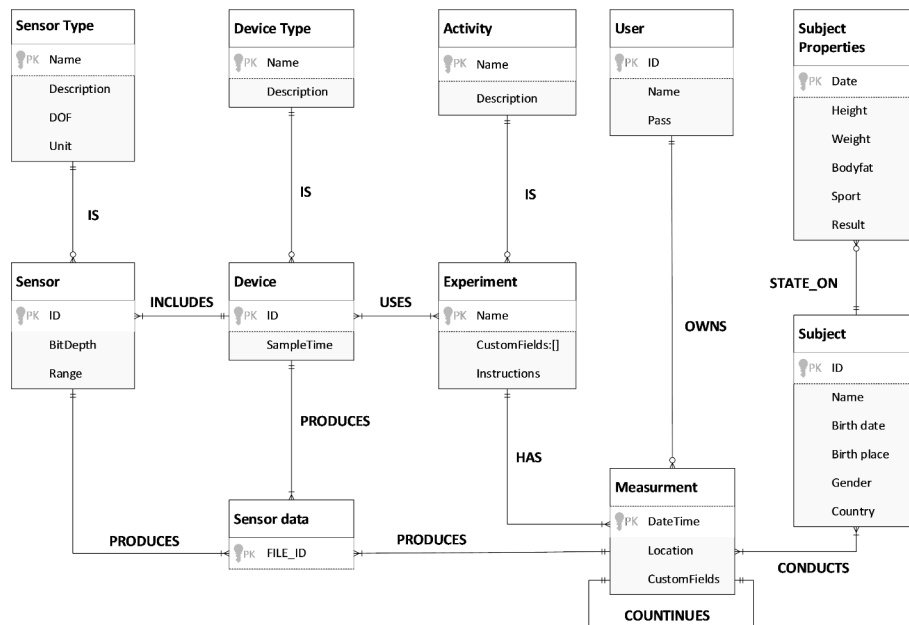 Sensor Type
PK Name
Description
DOF
Unit
Device Type
PK Name
Description
Activity
PK Name
Description
User
PK ID
Name
Pass
Subject
Properties
PK Date
Height
Weight
Bodyfat
Sport
Result
IS
IS
IS
OWNS
STATE_ON
Sensor
PK ID
BitDepth
Range
INCLUDES
Device
PK ID
SampleTime
USES
Experiment
PK Name
CustomFields:[]
Instructions
Subject
PK ID
Name
Birth date
Birth place
Gender
Country
PRODUCES
HAS
Sensor data
PK FILE_ID
PRODUCES
PRODUCES
Measurment
PK DateTime
Location
CustomFields
CONDUCTS
COUNTINUES